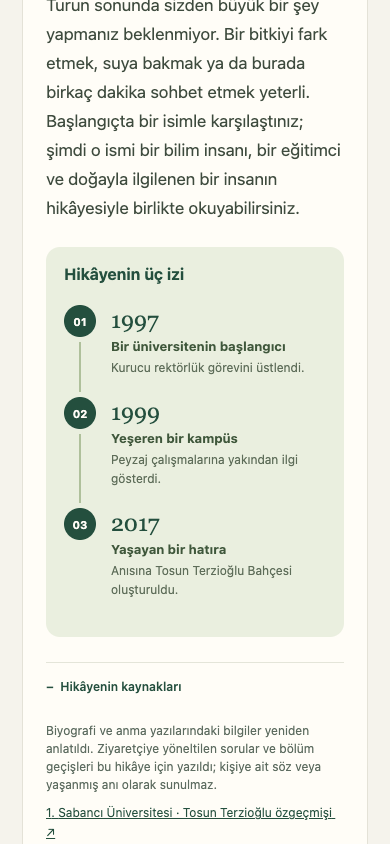 Turun sonunda sizden büyük bir şey
yapmanız beklenmiyor. Bir bitkiyi fark
etmek, suya bakmak ya da burada
birkaç dakika sohbet etmek yeterli.
Başlangıçta bir isimle karşılaştınız;
şimdi o ismi bir bilim insanı, bir eğitimci
ve doğayla ilgilenen bir insanın
hikâyesiyle birlikte okuyabilirsiniz.
Hikâyenin üç izi
01
1997
Bir üniversitenin başlangıcı
Kurucu rektörlük görevini üstlendi.
02
1999
Yeşeren bir kampüs
Peyzaj çalışmalarına yakından ilgi
gösterdi.
03
2017
Yaşayan bir hatıra
Anısına Tosun Terzioğlu Bahçesi
oluşturuldu.
– Hikâyenin kaynakları
Biyografi ve anma yazılarındaki bilgiler yeniden
anlatıldı. Ziyaretçiye yöneltilen sorular ve bölüm
geçişleri bu hikâye için yazıldı; kişiye ait söz veya
yaşanmış anı olarak sunulmaz.
1. Sabancı Üniversitesi · Tosun Terzioğlu özgeçmişi
↗